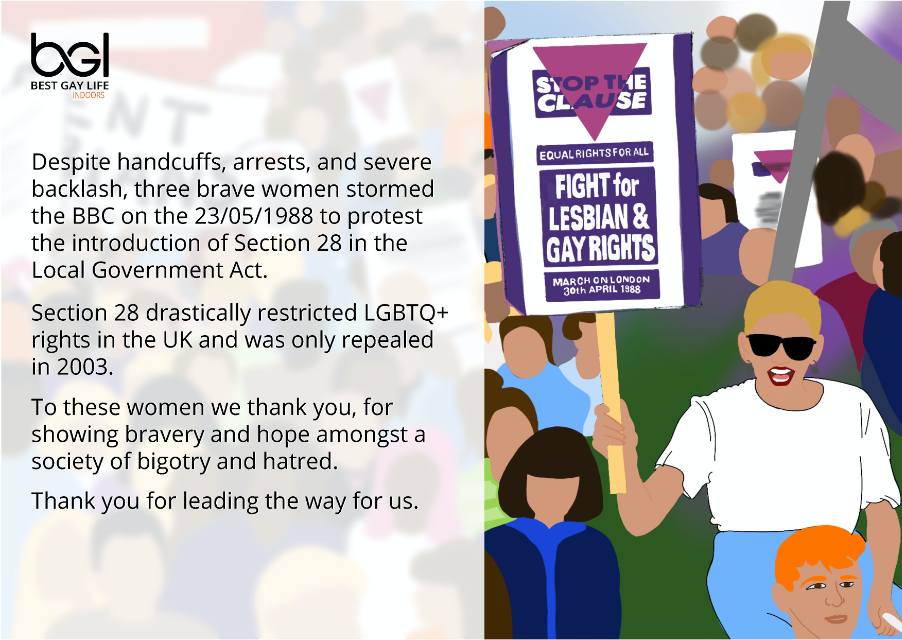 bgl
BEST GAY LIFE
INDOORS
Despite handcuffs, arrests, and severe
backlash, three brave women stormed
the BBC on the 23/05/1988 to protest
the introduction of Section 28 in the
Local Government Act.
Section 28 drastically restricted LGBTQ+
rights in the UK and was only repealed
in 2003.
To these women we thank you, for
showing bravery and hope amongst a
society of bigotry and hatred.
Thank you for leading the way for us.
STOP THE
CLAUSE
EQUAL RIGHTS FOR ALL
FIGHT for
LESBIAN &
GAY RIGHTS
MARCH ON LONDON
30th APRIL 1988